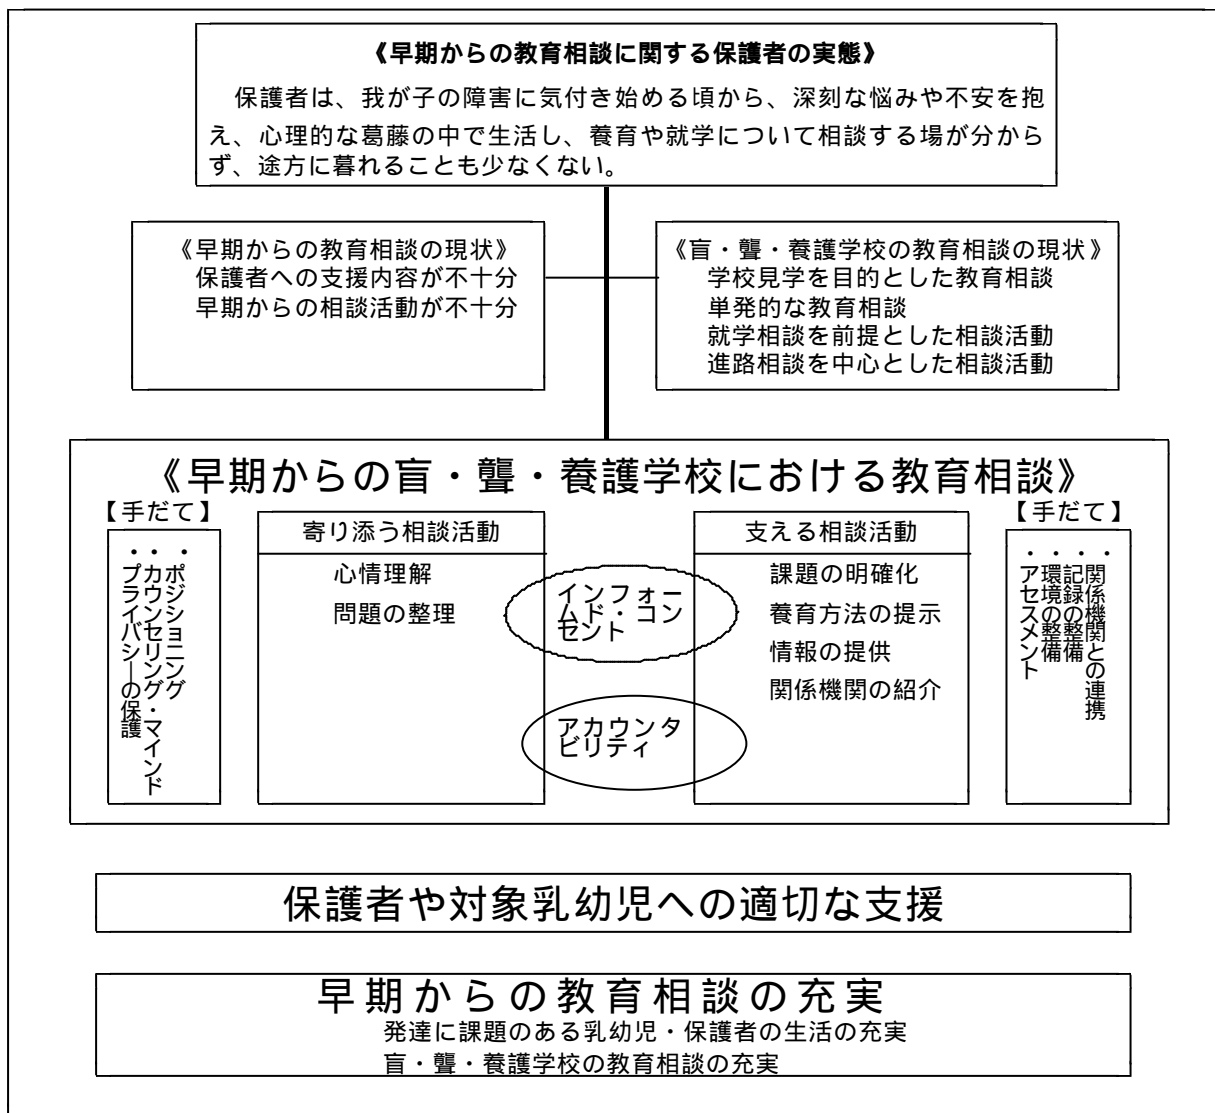 《早期からの教育相談に関する保護者の実態》
保護者は、我が子の障害に気付き始める頃から、深刻な悩みや不安を抱
え、心理的な葛藤の中で生活し、養育や就学について相談する場が分から
ず、途方に暮れることも少なくない。
《早期からの教育相談の現状》
保護者への支援内容が不十分
早期からの相談活動が不十分
《盲・聾・養護学校の教育相談の現状》
学校見学を目的とした教育相談
単発的な教育相談
就学相談を前提とした相談活動
進路相談を中心とした相談活動
《早期からの盲・聾・養護学校における教育相談》
【手だて】
・ポジショニング
・カウンセリング・マインド
・プライバシーの保護
寄り添う相談活動
心情理解
問題の整理
インフォー
ムド・コン
セント
アカウンタ
ビリティ
支える相談活動
課題の明確化
養育方法の提示
情報の提供
関係機関の紹介
【手だて】
・関係機関との連携
・記録の整備
・環境の整備
・アセスメント
保護者や対象乳幼児への適切な支援
早期からの教育相談の充実
発達に課題のある乳幼児・保護者の生活の充実
盲・聾・養護学校の教育相談の充実